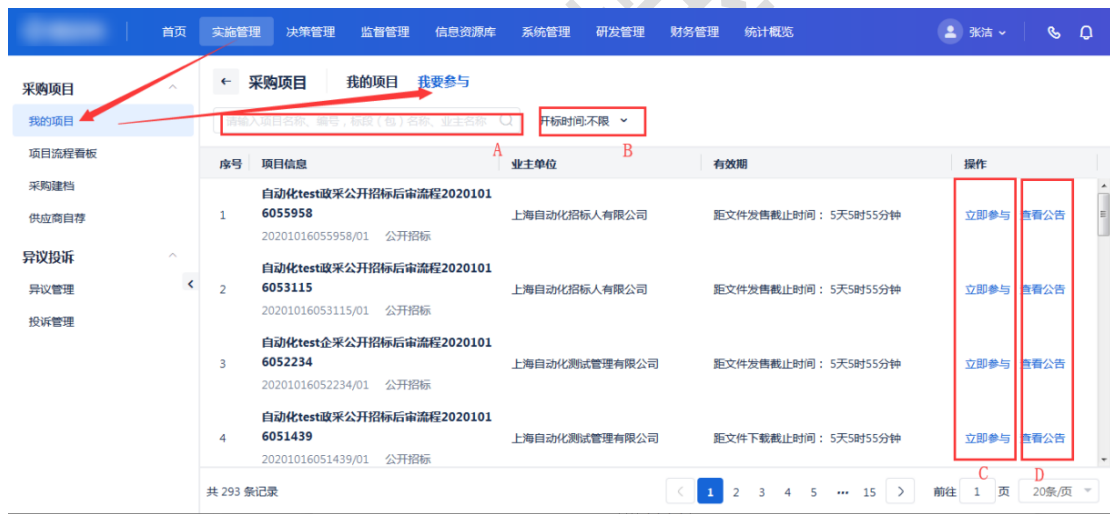 首页 实施管理 决策管理 监督管理 信息资源库 系统管理 研发管理 财务管理 统计概览 张洁
采购项目
我的项目
项目流程看板
采购建档
供应商自荐
异议投诉
异议管理
投诉管理
采购项目 我的项目 我要参与
请输入项目名称、编号，标段（包）名称、业主名称 开标时间:不限
A B
序号 项目信息 业主单位 有效期 操作
自动化test政采公开招标后审流程2020101
1 6055958 上海自动化招标人有限公司 距文件发售截止时间： 5天5时55分钟 立即参与 查看公告
20201016055958/01 公开招标
自动化test政采公开招标后审流程2020101
2 6053115 上海自动化招标人有限公司 距文件发售截止时间： 5天5时55分钟 立即参与 查看公告
20201016053115/01 公开招标
自动化test企采公开招标后审流程2020101
3 6052234 上海自动化测试管理有限公司 距文件发售截止时间： 5天5时55分钟 立即参与 查看公告
20201016052234/01 公开招标
自动化test政采公开招标后审流程2020101
4 6051439 上海自动化测试管理有限公司 距文件下载截止时间： 5天5时55分钟 立即参与 查看公告
20201016051439/01 公开招标
C D
共 293 条记录 1 2 3 4 5 ••• 15 前往 1 页 20条/页